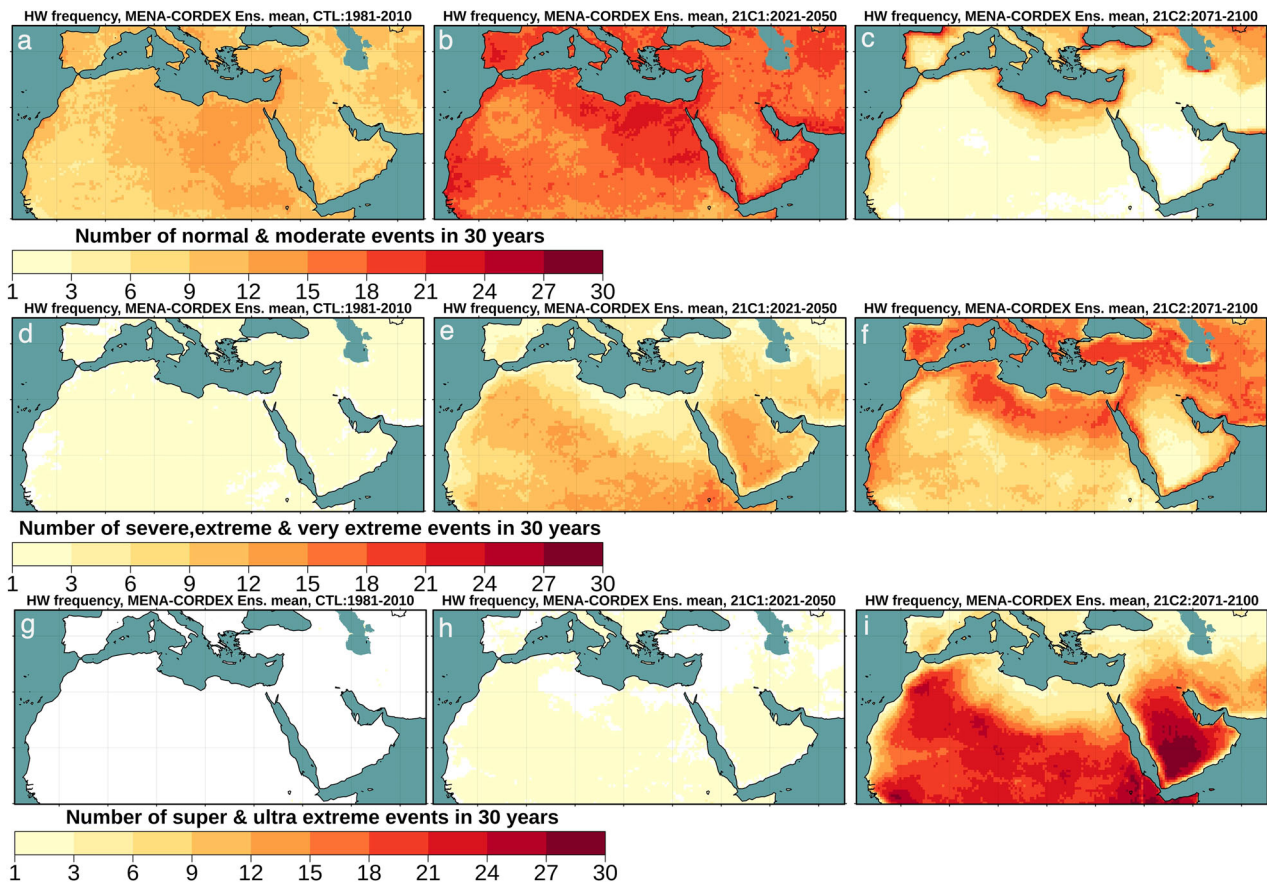 HW frequency, MENA-CORDEX Ens. mean, CTL:1981-2010 HW frequency, MENA-CORDEX Ens. mean, 21C1:2021-2050 HW frequency, MENA-CORDEX Ens. mean, 21C2:2071-2100
a b c
Number of normal & moderate events in 30 years
1 3 6 9 12 15 18 21 24 27 30
HW frequency, MENA-CORDEX Ens. mean, CTL:1981-2010 HW frequency, MENA-CORDEX Ens. mean, 21C1:2021-2050 HW frequency, MENA-CORDEX Ens. mean, 21C2:2071-2100
d e f
Number of severe,extreme & very extreme events in 30 years
1 3 6 9 12 15 18 21 24 27 30
HW frequency, MENA-CORDEX Ens. mean, CTL:1981-2010 HW frequency, MENA-CORDEX Ens. mean, 21C1:2021-2050 HW frequency, MENA-CORDEX Ens. mean, 21C2:2071-2100
g h i
Number of super & ultra extreme events in 30 years
1 3 6 9 12 15 18 21 24 27 30